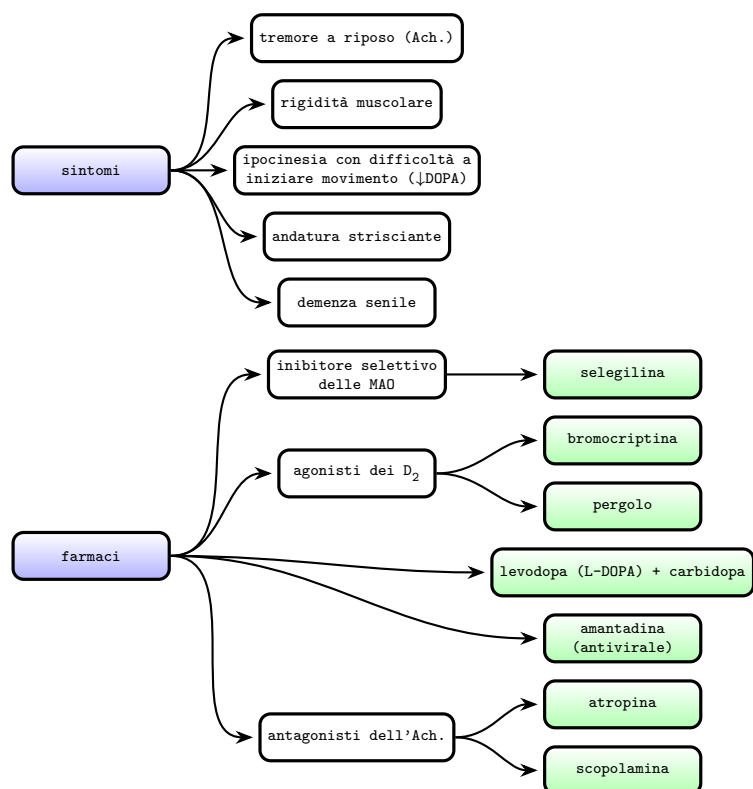 tremore a riposo (Ach.)
rigidità muscolare
sintomi
ipocinesia con difficoltà a
iniziare movimento (↓DOPA)
andatura strisciante
demenza senile
inibitore selettivo
delle MAO
selegilina
bromocriptina
agonisti dei D₂
pergolo
farmaci
levodopa (L-DOPA) + carbidopa
amantadina
(antivirale)
atropina
antagonisti dell'Ach.
scopolamina